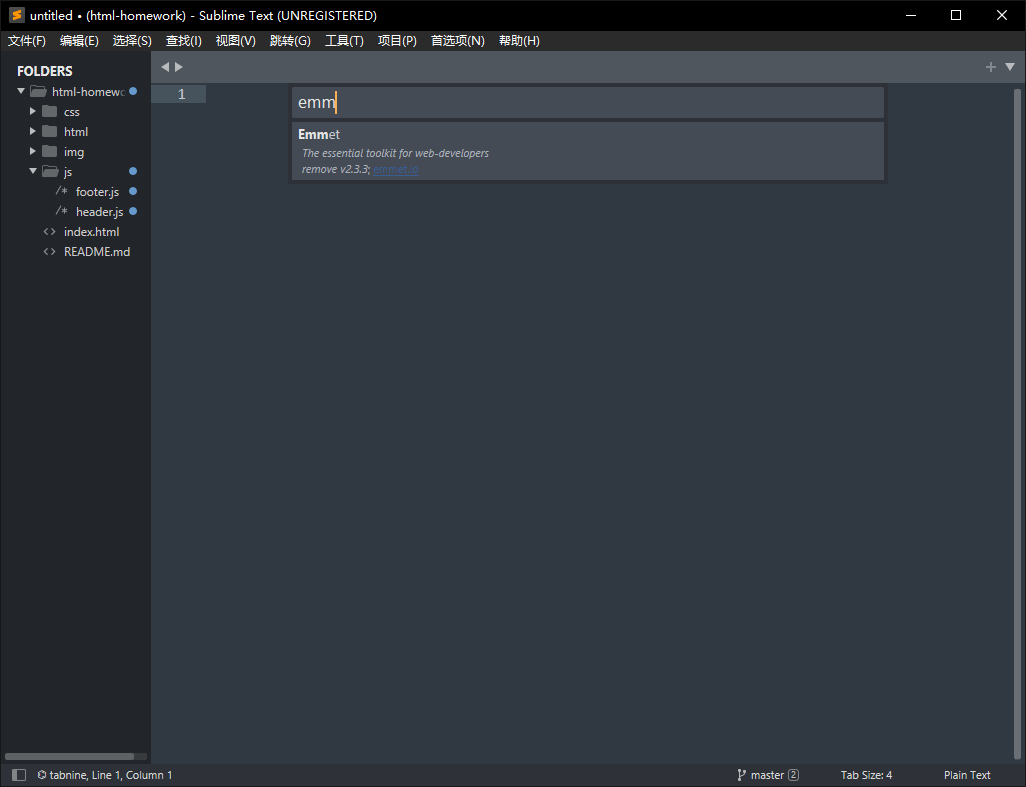 untitled • (html-homework) - Sublime Text (UNREGISTERED)
文件(F) 编辑(E) 选择(S) 查找(I) 视图(V) 跳转(G) 工具(T) 项目(P) 首选项(N) 帮助(H)
FOLDERS
html-homewo
css
html
img
js
/* footer.js
/* header.js
<> index.html
<> README.md
1
emm
Emmet
The essential toolkit for web-developers
remove v2.3.3; emmet.io
tabnine, Line 1, Column 1
master 2
Tab Size: 4
Plain Text